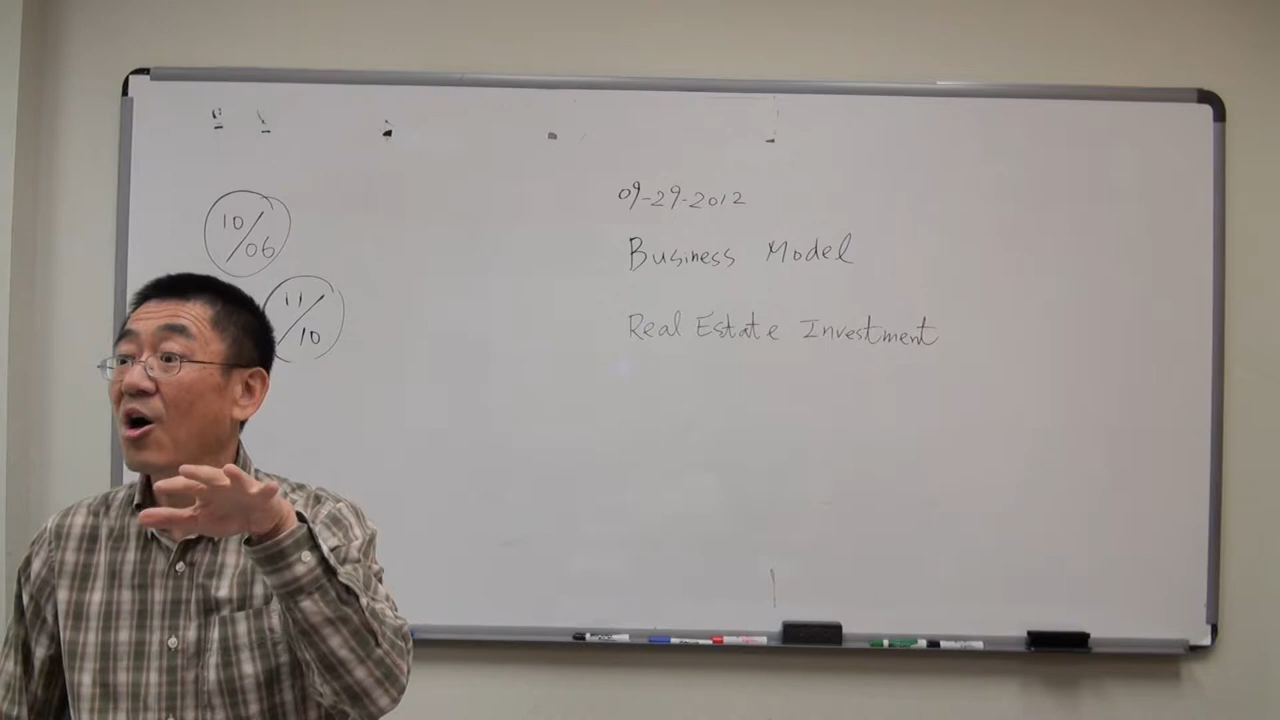 10/06
11/10
09-29-2012
Business Model
Real Estate Investment